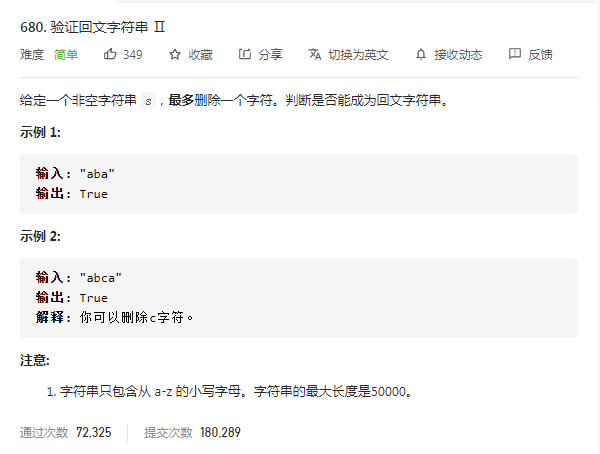 680. 验证回文字符串 Ⅱ
难度 简单 349 收藏 分享 切换为英文 接收动态 反馈
给定一个非空字符串 s，最多删除一个字符。判断是否能成为回文字符串。
示例 1:
输入: "aba"
输出: True
示例 2:
输入: "abca"
输出: True
解释: 你可以删除c字符。
注意:
1. 字符串只包含从 a-z 的小写字母。字符串的最大长度是50000。
通过次数 72,325 提交次数 180,289